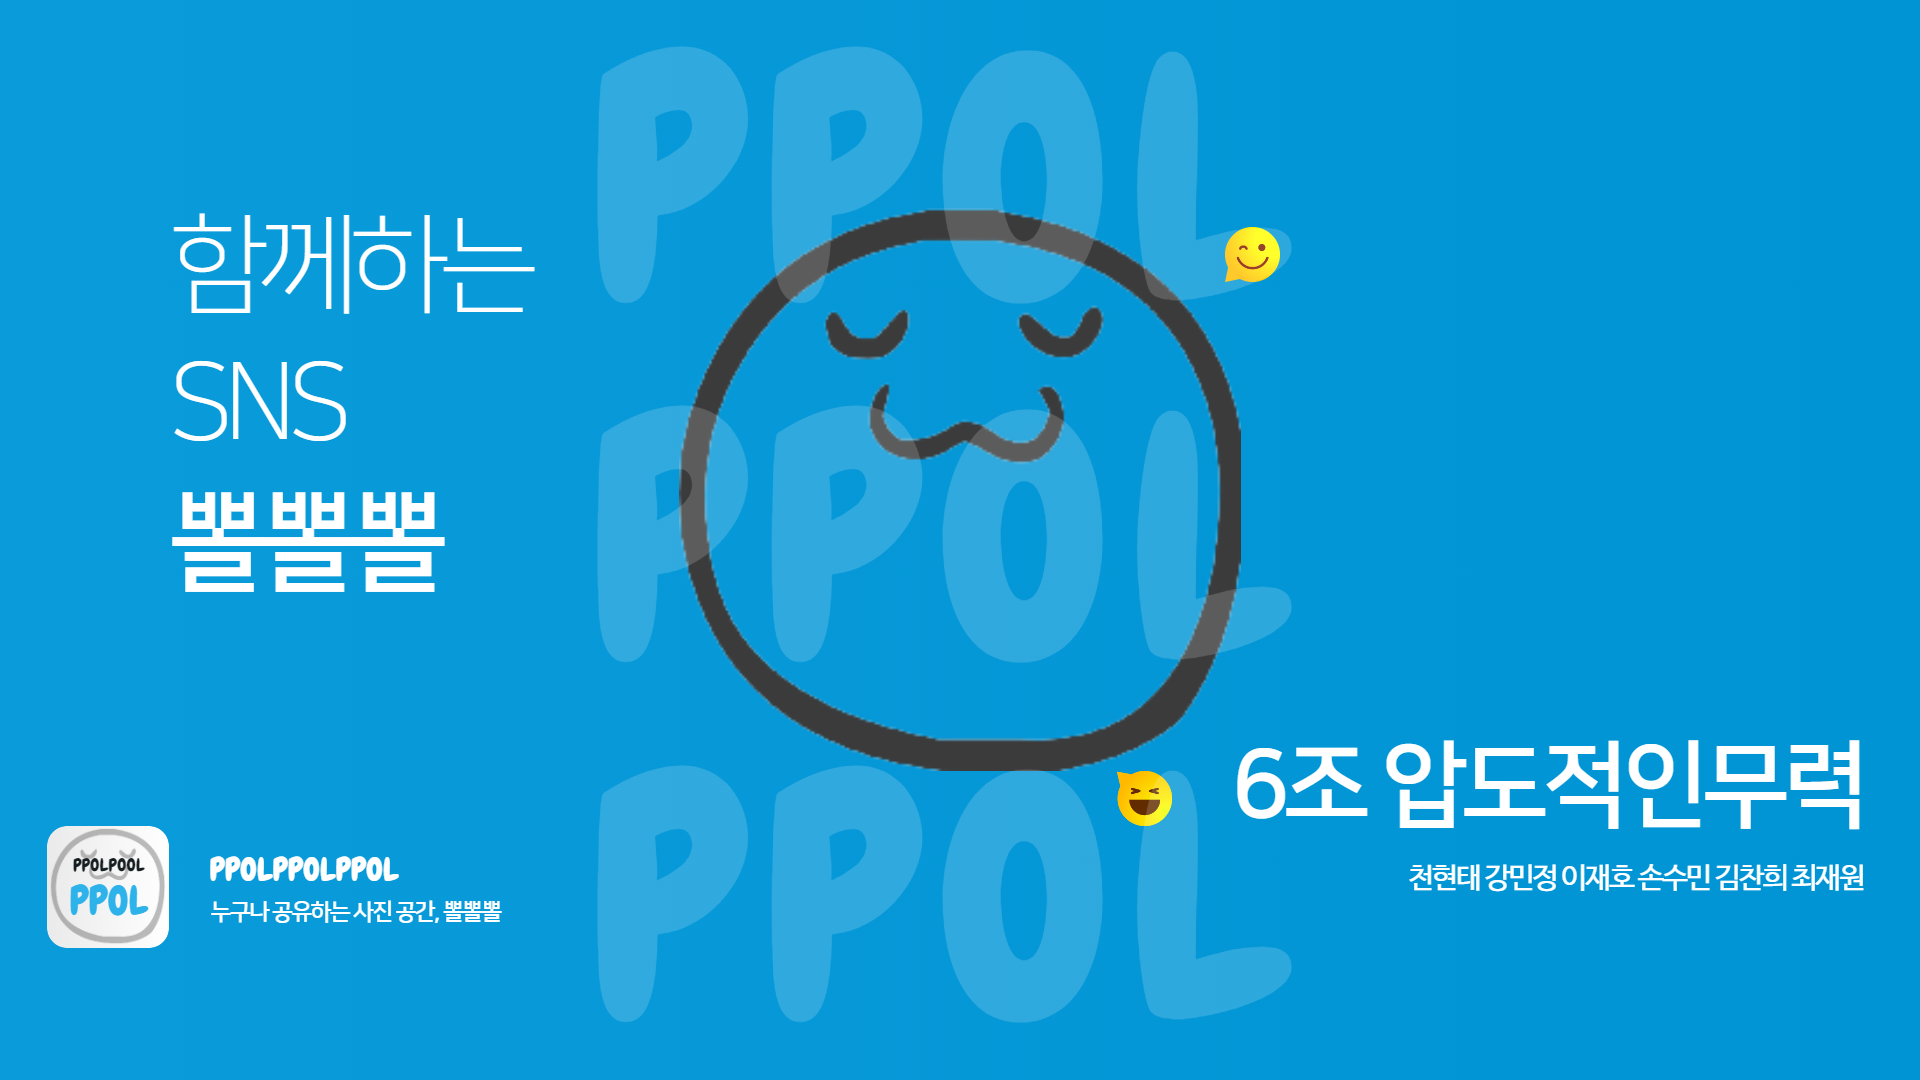 PPOL
함께하는
SNS
PPOL
뽈뽈뽈
6조 압도적인무력
PPOL
PPOLPOOL
PPOL
PPOLPPOLPPOL
누구나 공유하는 사진 공간, 뽈뽈뽈
천현태 강민정 이재호 손수민 김찬희 최재원